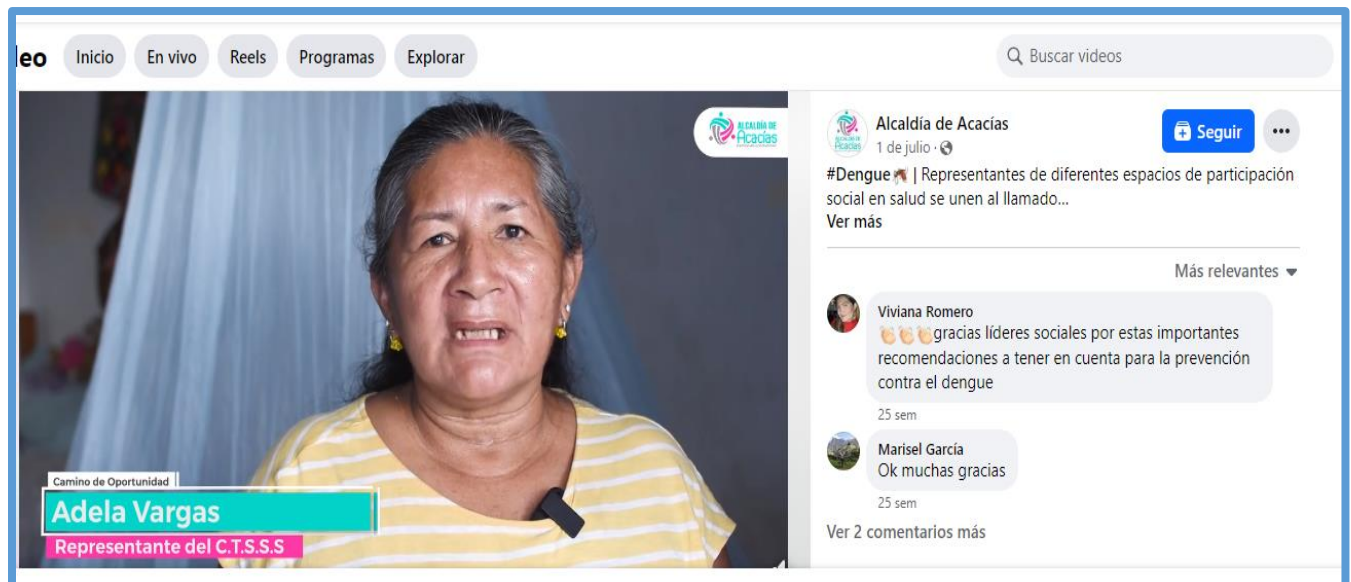 leo Inicio En vivo Reels Programas Explorar
Buscar videos
ALCALDÍA DE
Acacías
Camino de Oportunidad
Adela Vargas
Representante del C.T.S.S.S
Alcaldía de Acacías
1 de julio ·
Seguir
#Dengue | Representantes de diferentes espacios de participación
social en salud se unen al llamado...
Ver más
Más relevantes
Viviana Romero
gracias líderes sociales por estas importantes
recomendaciones a tener en cuenta para la prevención
contra el dengue
25 sem
Marisel García
Ok muchas gracias
25 sem
Ver 2 comentarios más